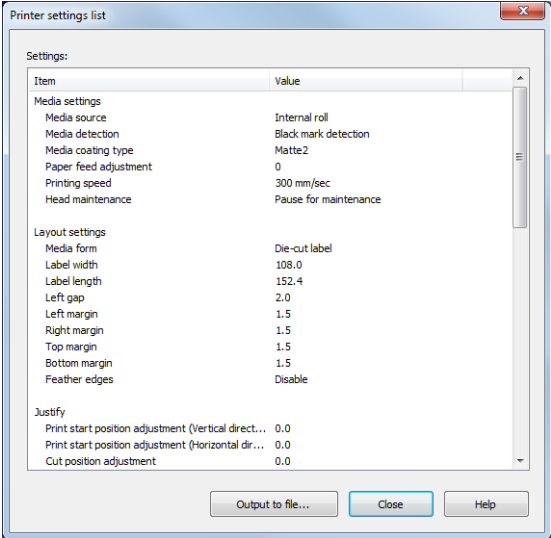 Printer settings list
Settings:
Item Value
Media settings
Media source Internal roll
Media detection Black mark detection
Media coating type Matte2
Paper feed adjustment 0
Printing speed 300 mm/sec
Head maintenance Pause for maintenance
Layout settings
Media form Die-cut label
Label width 108.0
Label length 152.4
Left gap 2.0
Left margin 1.5
Right margin 1.5
Top margin 1.5
Bottom margin 1.5
Feather edges Disable
Justify
Print start position adjustment (Vertical direct... 0.0
Print start position adjustment (Horizontal dir... 0.0
Cut position adjustment 0.0
Output to file... Close Help